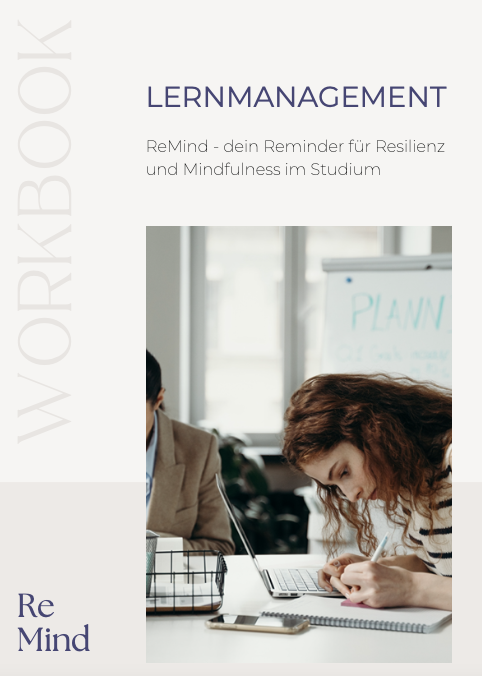 WORKBOOK
LERNMANAGEMENT
ReMind - dein Reminder für Resilienz
und Mindfulness im Studium
PLANN
Re
Mind